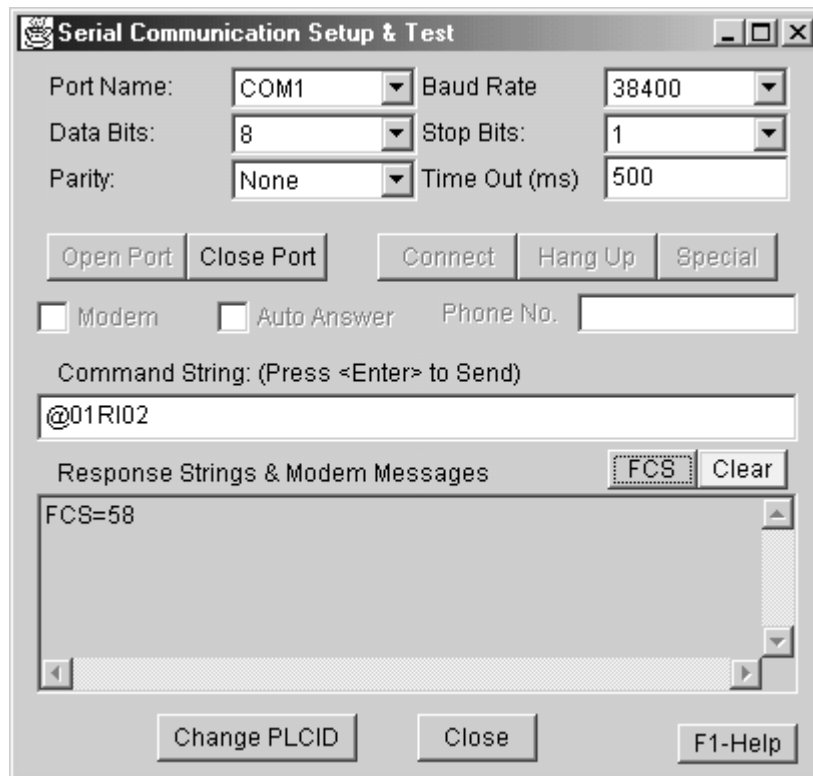 Serial Communication Setup & Test
Port Name: COM1 Baud Rate 38400
Data Bits: 8 Stop Bits: 1
Parity: None Time Out (ms) 500
Open Port Close Port Connect Hang Up Special
Modem Auto Answer Phone No.
Command String: (Press <Enter> to Send)
@01RI02
Response Strings & Modem Messages FCS Clear
FCS=58
Change PLCID Close F1-Help